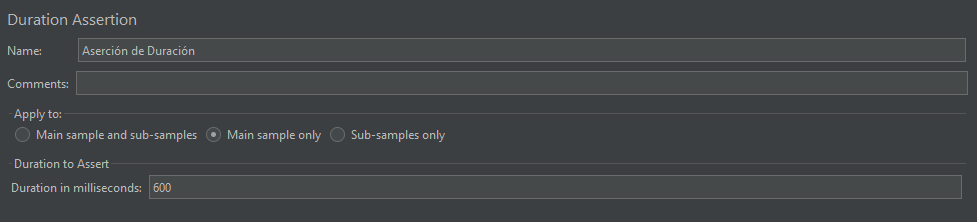 Duration Assertion
Name: Aserción de Duración
Comments:
Apply to:
Main sample and sub-samples Main sample only Sub-samples only
Duration to Assert
Duration in milliseconds: 600